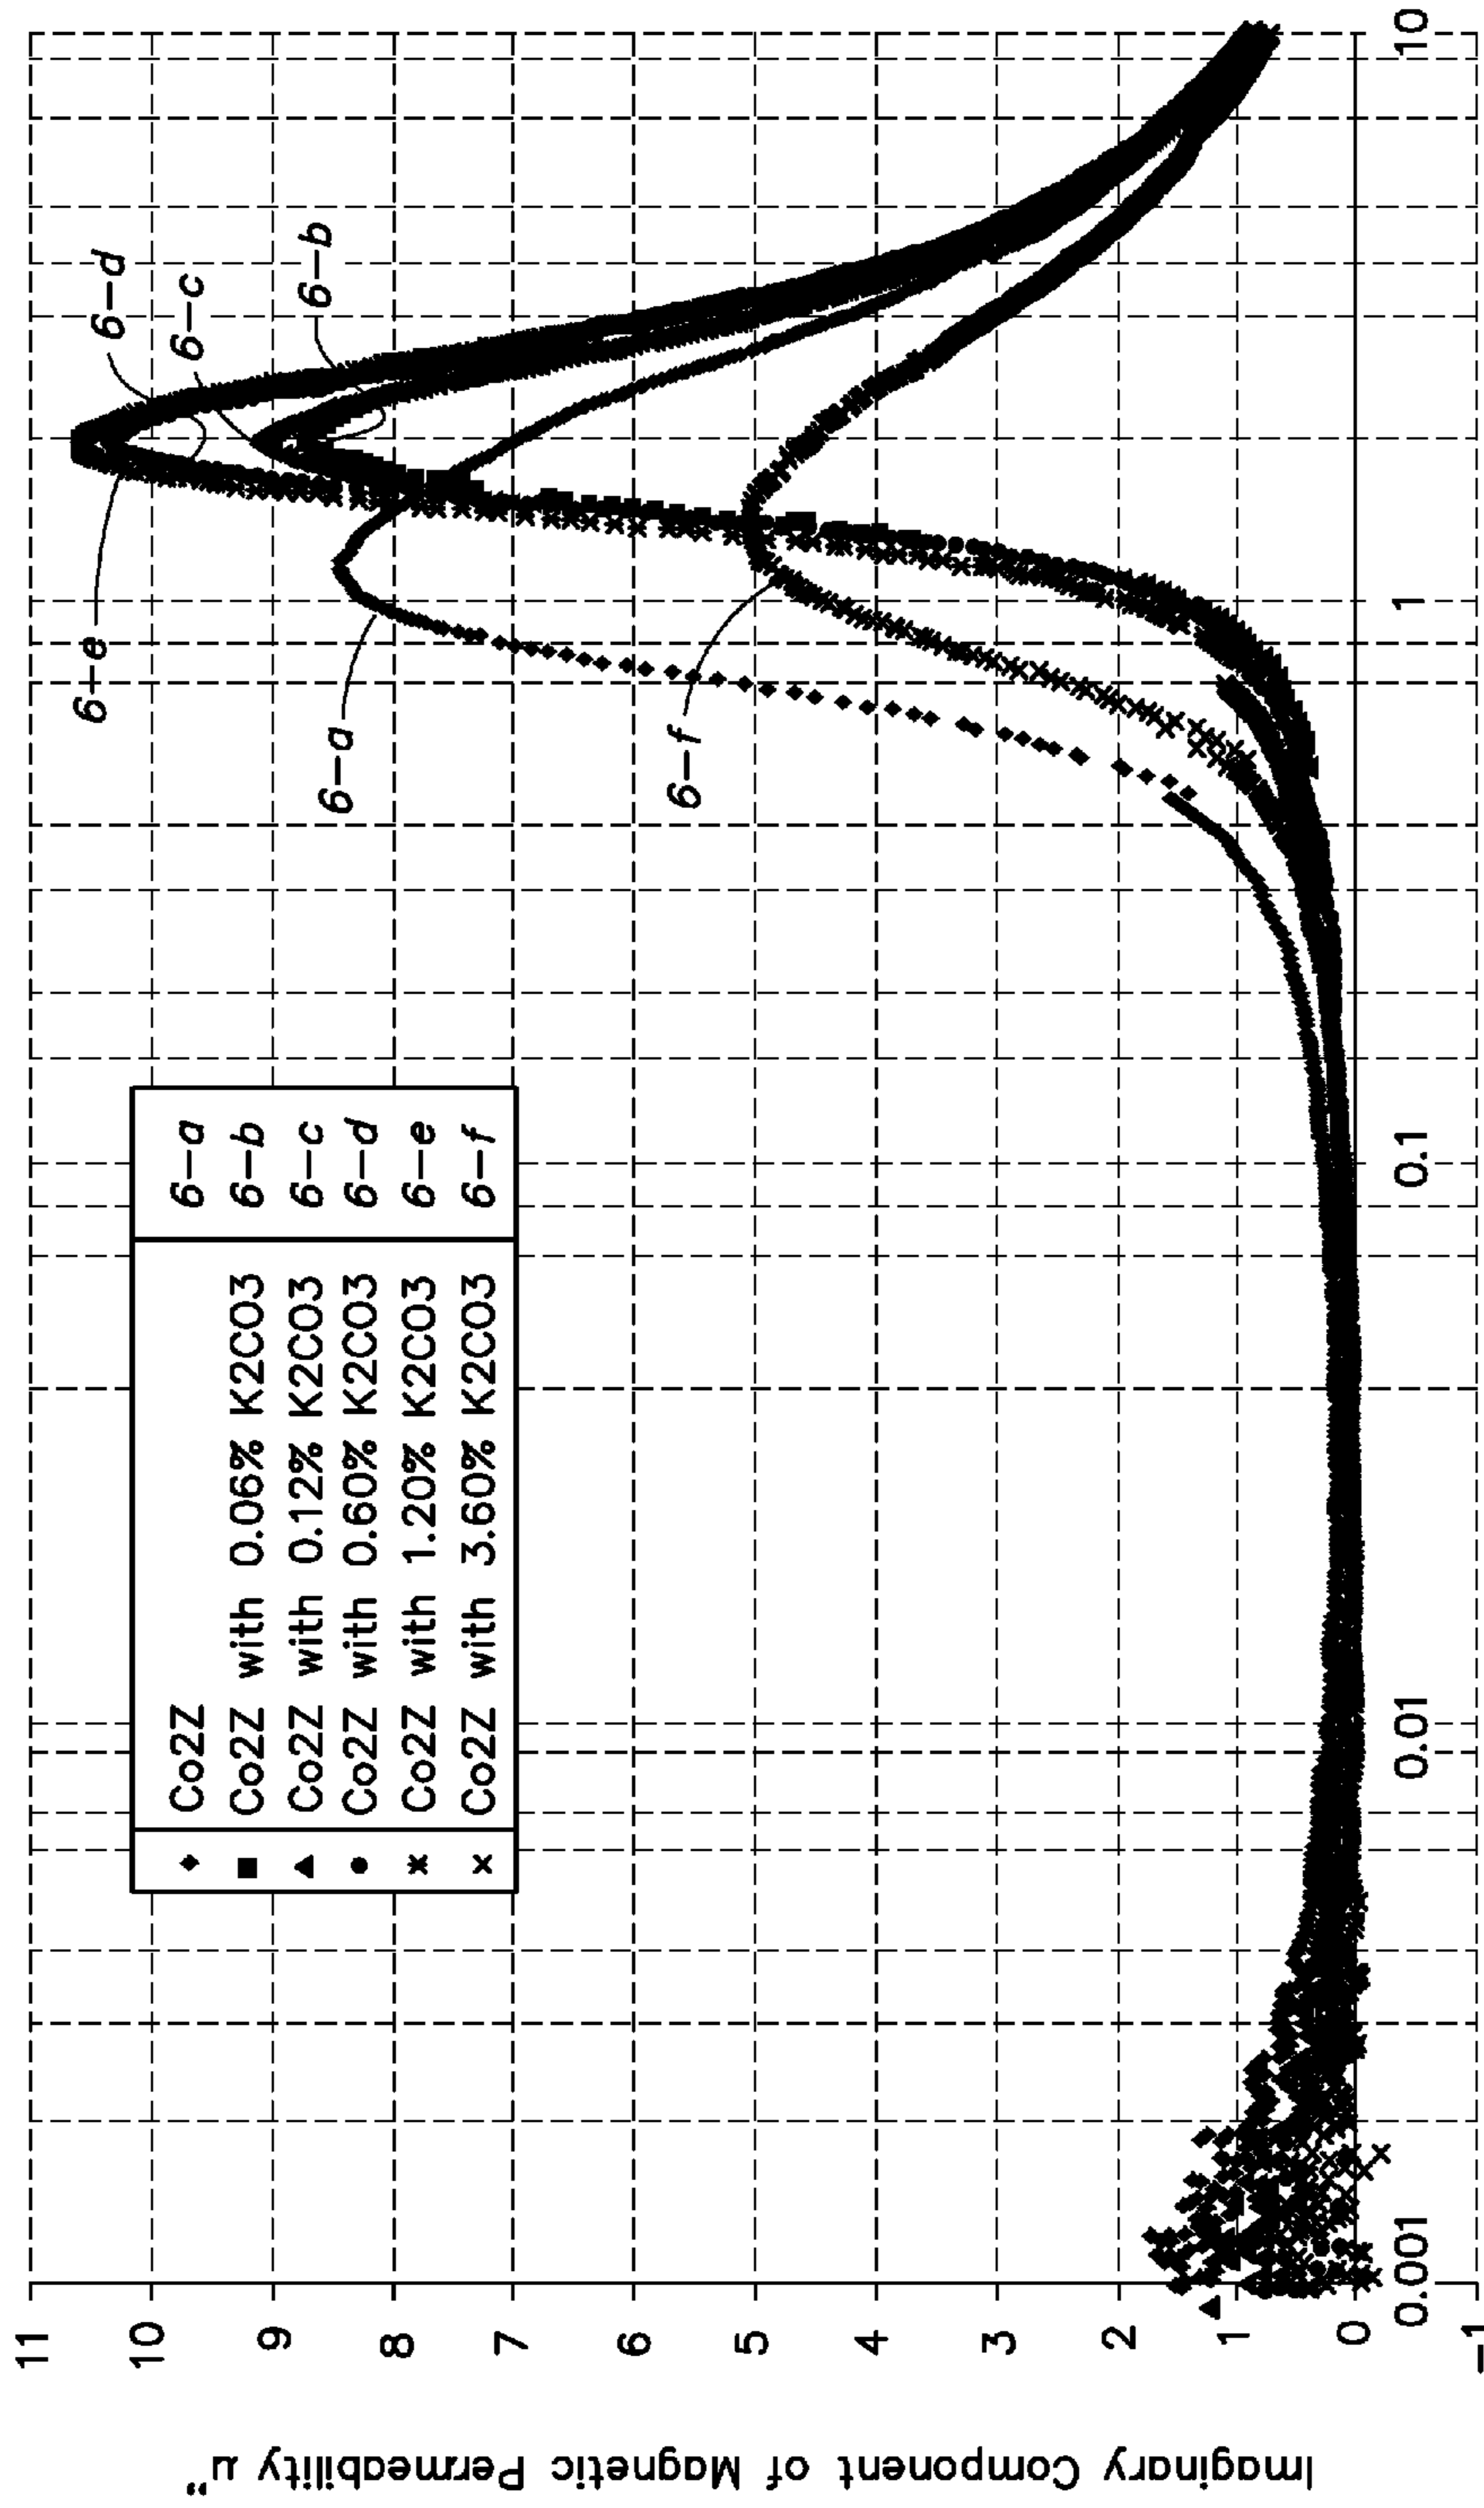 Imaginary Component of Magnetic Permeability u”
11
10
9
8
7
6
5
4
3
2
1
0
-1
0.001
0.01
0.1
1
10
Co2Z 6-a
Co2Z with 0.06% K2CO3 6-b
Co2Z with 0.12% K2CO3 6-c
Co2Z with 0.60% K2CO3 6-d
Co2Z with 1.20% K2CO3 6-e
Co2Z with 3.60% K2CO3 6-f
6-e
6-d
6-c
6-b
6-a
6-f